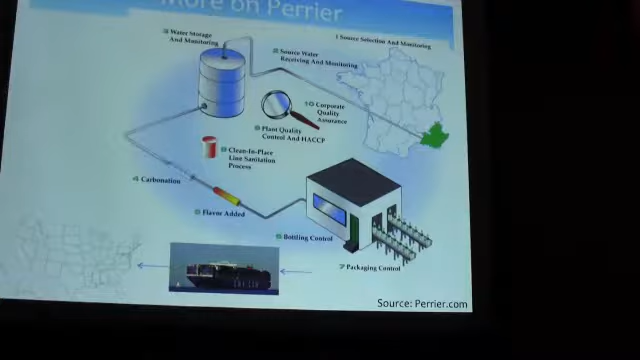 More on Perrier
Water Storage
And Monitoring
1 Source Selection And Monitoring
Source Water
Receiving And Monitoring
Corporate
Quality
Assurance
Plant Quality
Control And HACCP
Clean-In-Place
Line Sanitation
Process
Carbonation
Flavor Added
Bottling Control
7 Packaging Control
Source: Perrier.com